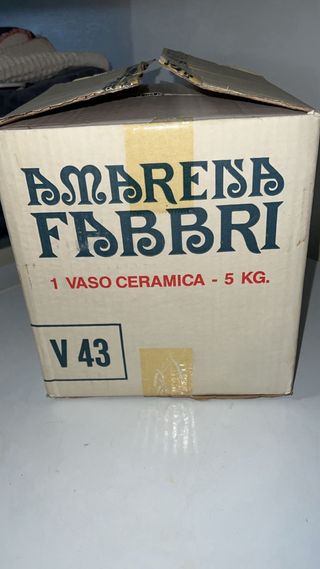 AMARENA
FABBRI
1 VASO CERAMICA - 5 KG.
V 43